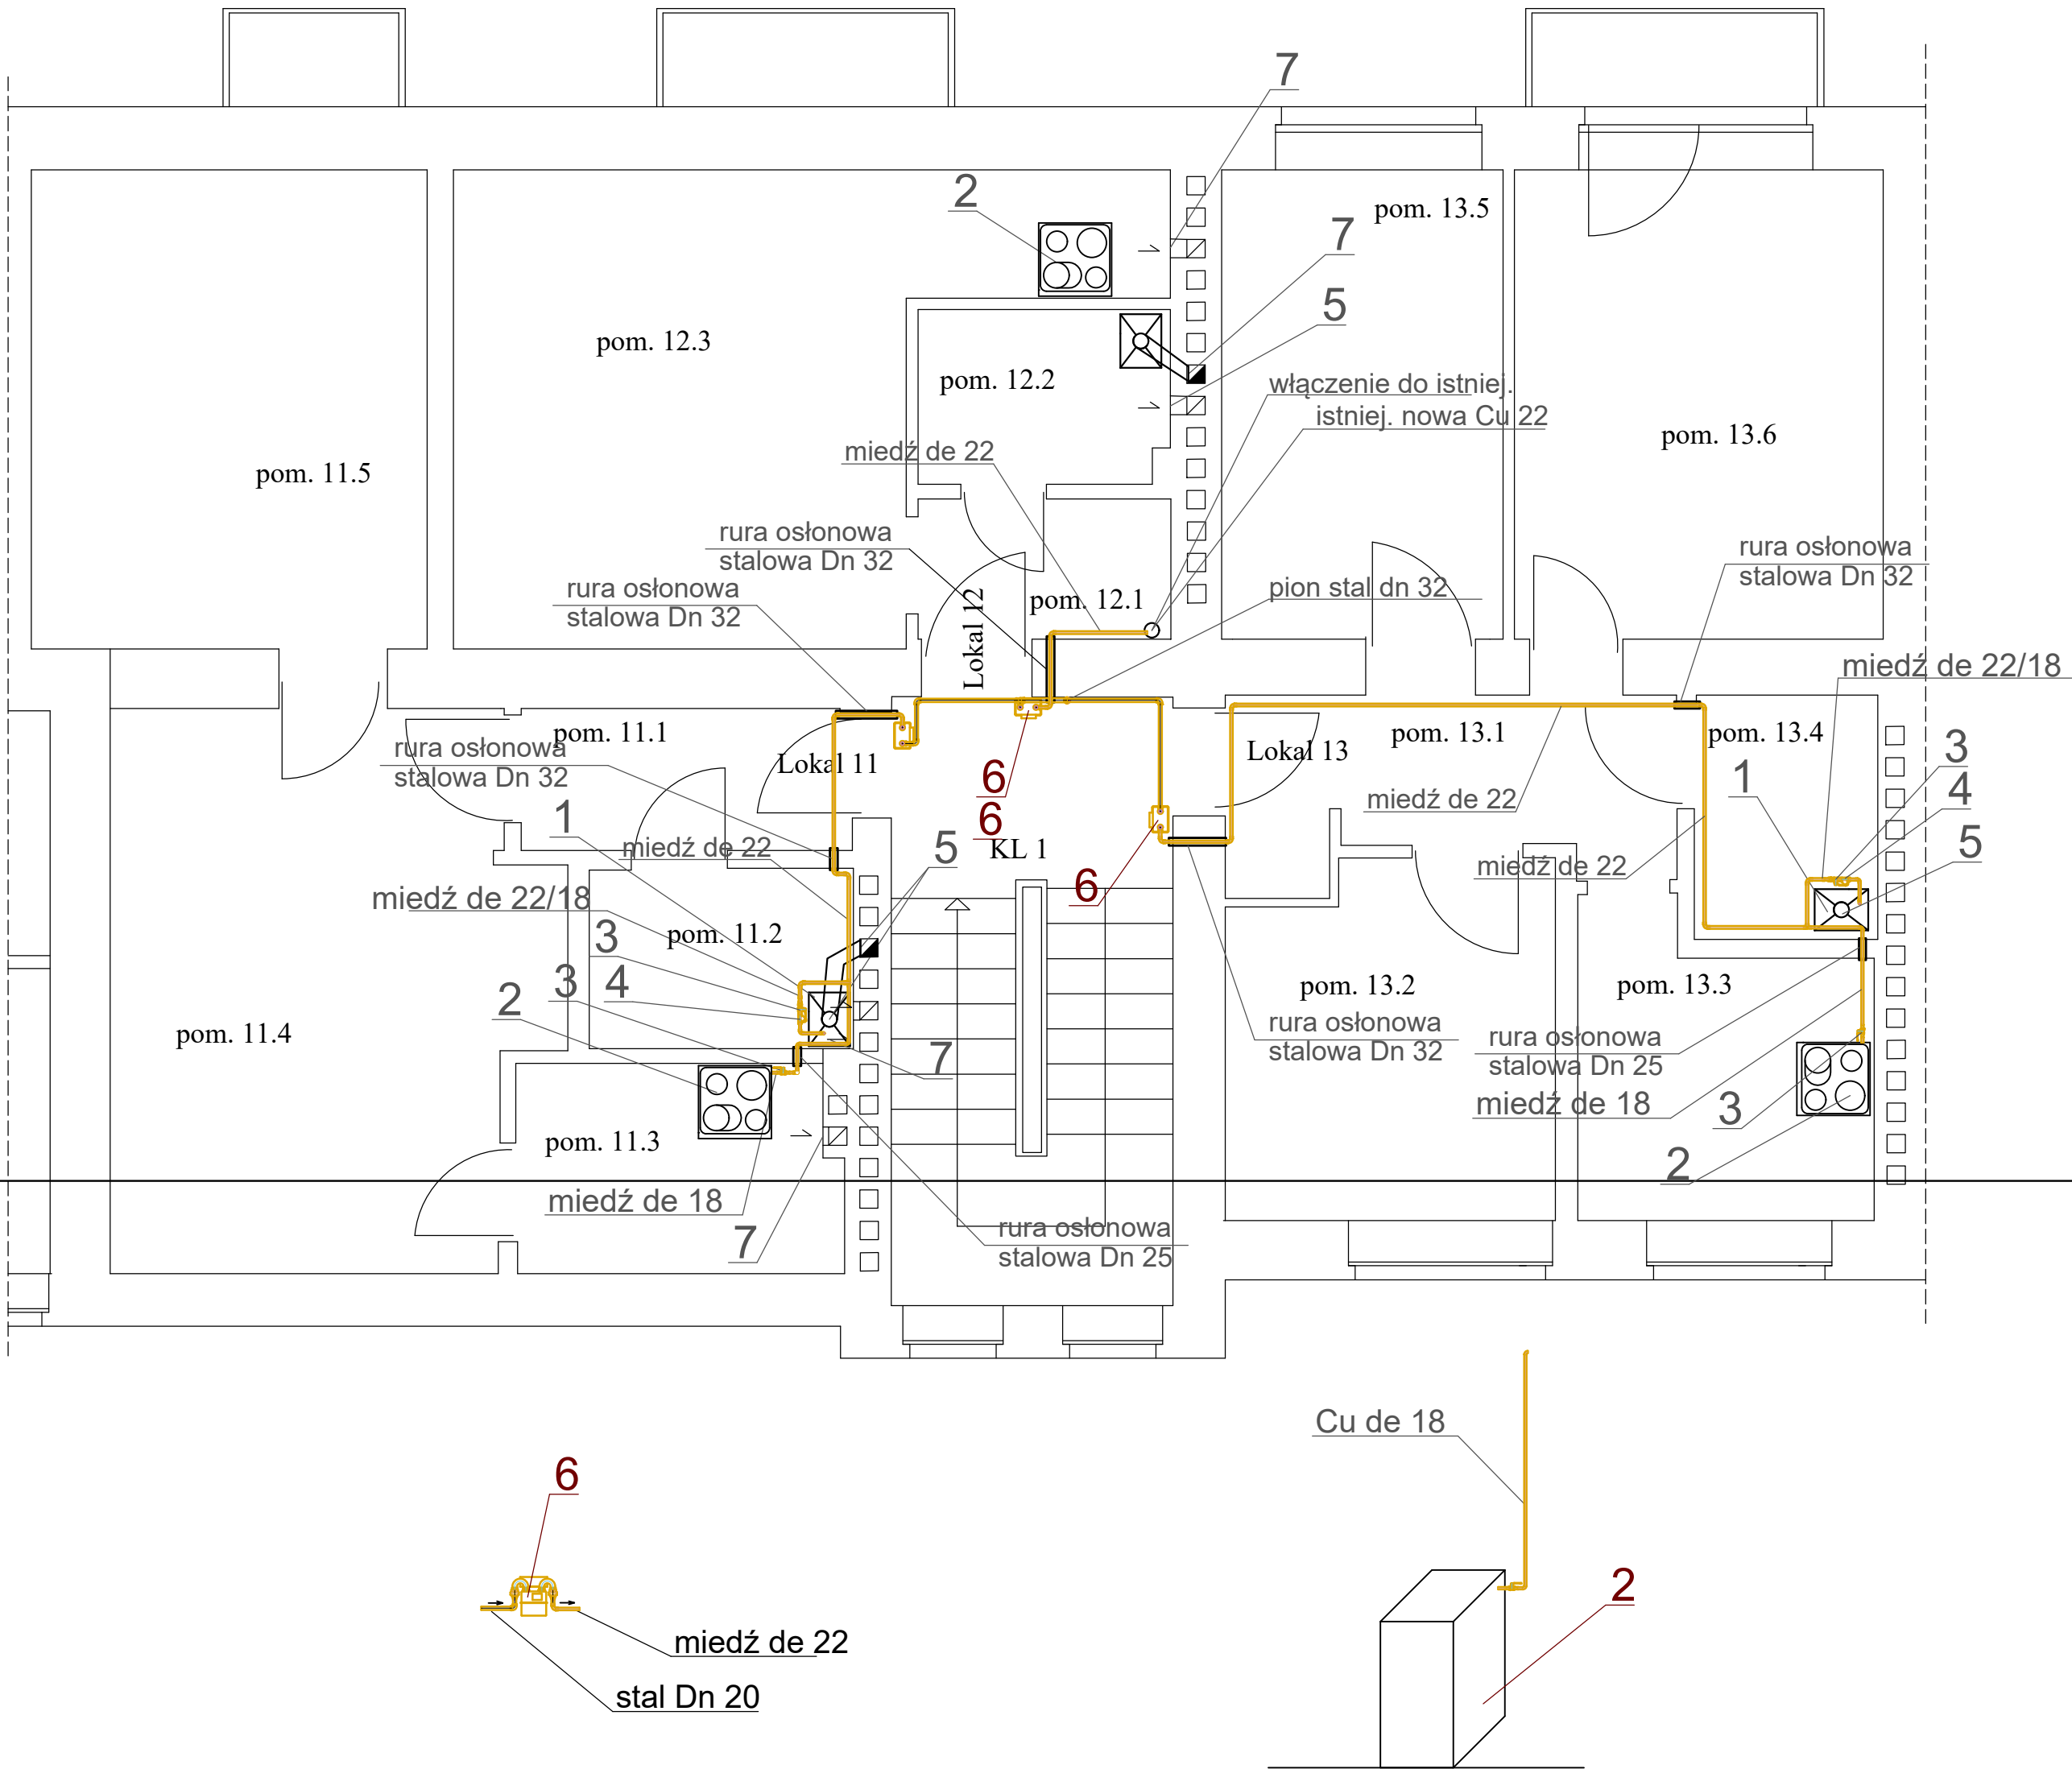 7
2
pom. 13.5
7
5
pom. 12.3
pom. 12.2
włączenie do istniej.
istniej. nowa Cu 22
miedź de 22
pom. 13.6
pom. 11.5
rura osłonowa
stalowa Dn 32
rura osłonowa
stalowa Dn 32
rura osłonowa
stalowa Dn 32
pion stal dn 32
pom. 12.1
Lokal 12
miedź de 22/18
pom. 11.1
rura osłonowa
stalowa Dn 32
Lokal 11
6
6
KL 1
6
Lokal 13
pom. 13.1
miedź de 22
pom. 13.4
1
3
4
5
1
miedź de 22
5
miedź de 22
miedź de 22/18
pom. 11.2
3
3
4
2
7
pom. 11.4
pom. 13.2
pom. 13.3
rura osłonowa
stalowa Dn 32
rura osłonowa
stalowa Dn 25
miedź de 18
3
2
pom. 11.3
miedź de 18
7
rura osłonowa
stalowa Dn 25
Cu de 18
6
miedź de 22
stal Dn 20
2